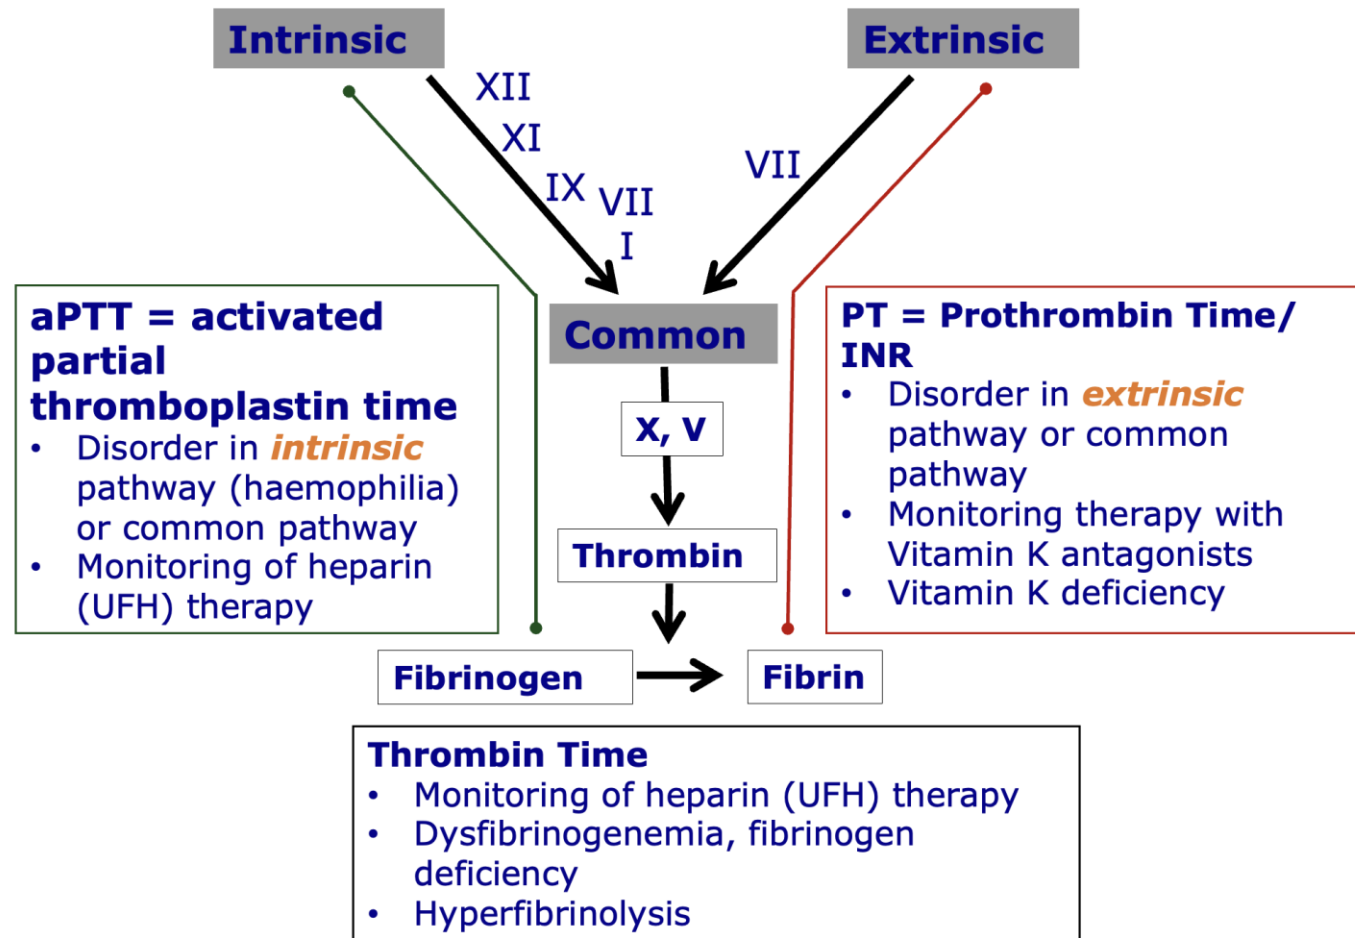 Intrinsic
Extrinsic
XII
XI
IX
VII
I
VII
aPTT = activated
partial
thromboplastin time
• Disorder in intrinsic
pathway (haemophilia)
or common pathway
• Monitoring of heparin
(UFH) therapy
Common
X, V
Thrombin
Fibrinogen
Fibrin
PT = Prothrombin Time/
INR
• Disorder in extrinsic
pathway or common
pathway
• Monitoring therapy with
Vitamin K antagonists
• Vitamin K deficiency
Thrombin Time
• Monitoring of heparin (UFH) therapy
• Dysfibrinogenemia, fibrinogen
deficiency
• Hyperfibrinolysis